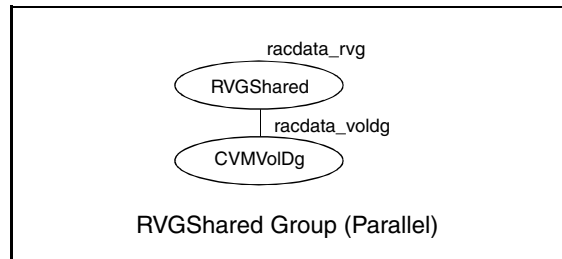 racdata_rvg
RVGShared
racdata_voldg
CVMVolDg
RVGShared Group (Parallel)